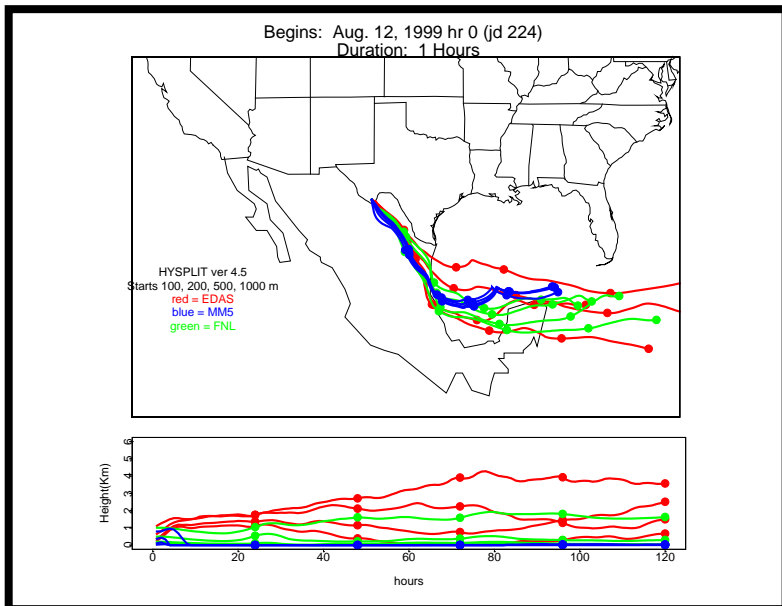 Begins: Aug. 12, 1999 hr 0 (jd 224)
Duration: 1 Hours
HYSPLIT ver 4.5
Starts 100, 200, 500, 1000 m
red = EDAS
blue = MM5
green = FNL
Height(Km)
6
5
4
3
2
1
0
0 20 40 60 80 100 120
hours